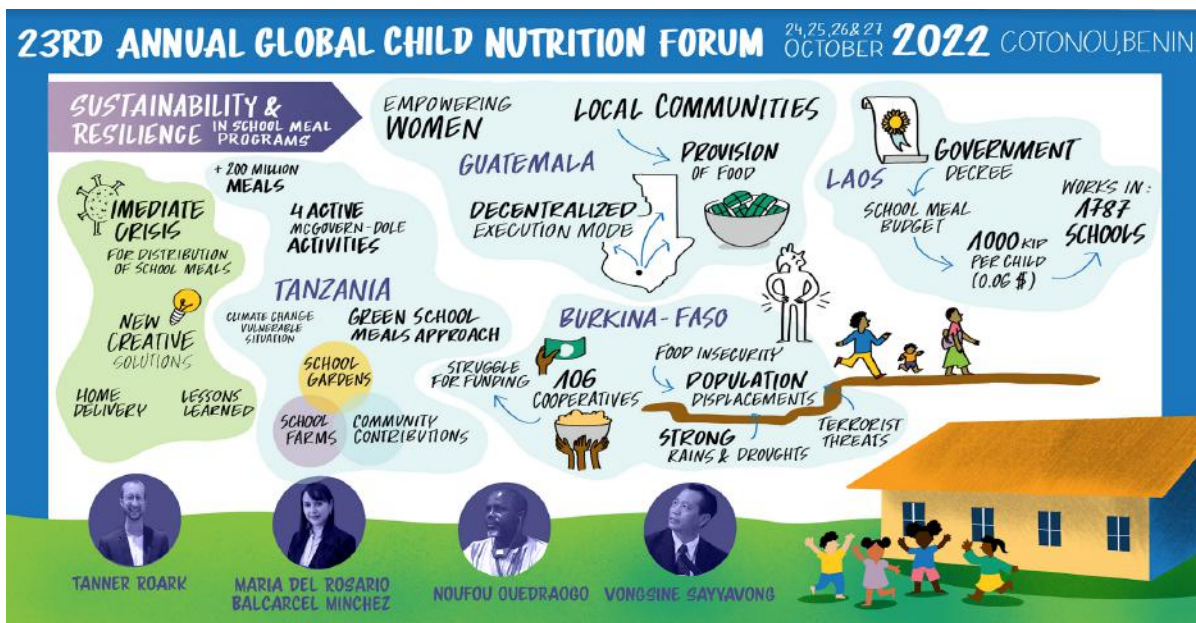 23RD ANNUAL GLOBAL CHILD NUTRITION FORUM
24,25,26 & 27
OCTOBER
2022 COTONOU, BENIN
SUSTAINABILITY &
RESILIENCE IN SCHOOL MEAL
PROGRAMS
IMEDIATE
CRISIS
FOR DISTRIBUTION
OF SCHOOL MEALS
NEW
CREATIVE
SOLUTIONS
HOME
DELIVERY
LESSONS
LEARNED
+ 200 MILLION
MEALS
4 ACTIVE
MCGOVERN-DOLE
ACTIVITIES
TANZANIA
CLIMATE CHANGE
VULNERABLE
SITUATION
GREEN SCHOOL
MEALS APPROACH
SCHOOL
GARDENS
SCHOOL
FARMS
COMMUNITY
CONTRIBUTIONS
EMPOWERING
WOMEN
LOCAL COMMUNITIES
GUATEMALA
PROVISION
OF FOOD
DECENTRALIZED
EXECUTION MODE
BURKINA-FASO
STRUGGLE
FOR FUNDING
106
COOPERATIVES
FOOD INSECURITY
POPULATION
DISPLACEMENTS
STRONG
RAINS & DROUGHTS
TERRORIST
THREATS
LAOS
GOVERNMENT
DECREE
SCHOOL MEAL
BUDGET
1000 KID
PER CHILD
(0.06 $)
WORKS IN:
1787
SCHOOLS
TANNER ROARK
MARIA DEL ROSARIO
BALCARCEL MINCHEZ
NOUFOU OUEDRAOGO
VONGSINE SAYYAVONG